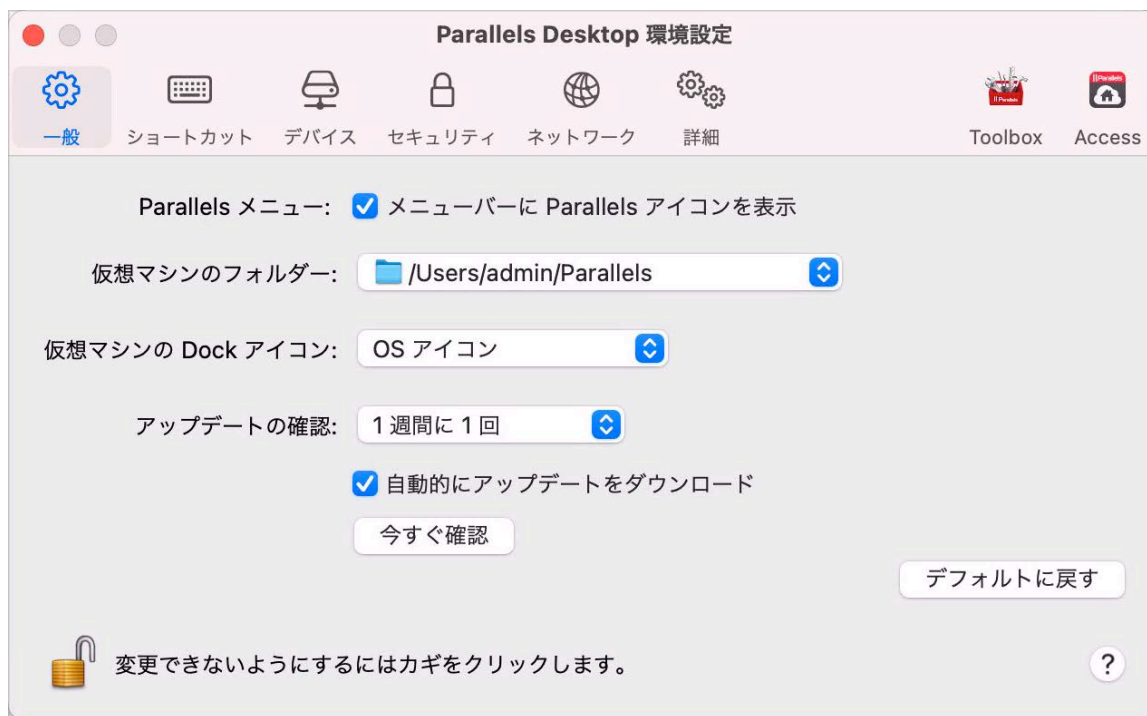 Parallels Desktop 環境設定
一般 ショートカット デバイス セキュリティ ネットワーク 詳細 Toolbox Access
Parallels メニュー: メニューバーに Parallels アイコンを表示
仮想マシンのフォルダー: /Users/admin/Parallels
仮想マシンの Dock アイコン: OS アイコン
アップデートの確認: 1 週間に 1 回
自動的にアップデートをダウンロード
今すぐ確認
デフォルトに戻す
変更できないようにするにはカギをクリックします。 ?